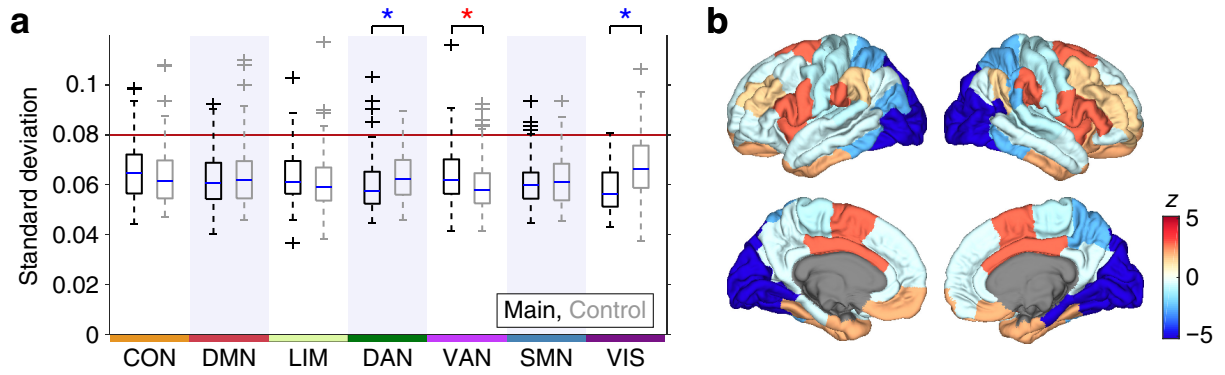 a
* * *
Standard deviation
0.1
0.08
0.06
0.04
0.02
0
Main, Control
CON DMN LIM DAN VAN SMN VIS
b
z
5
0
−5